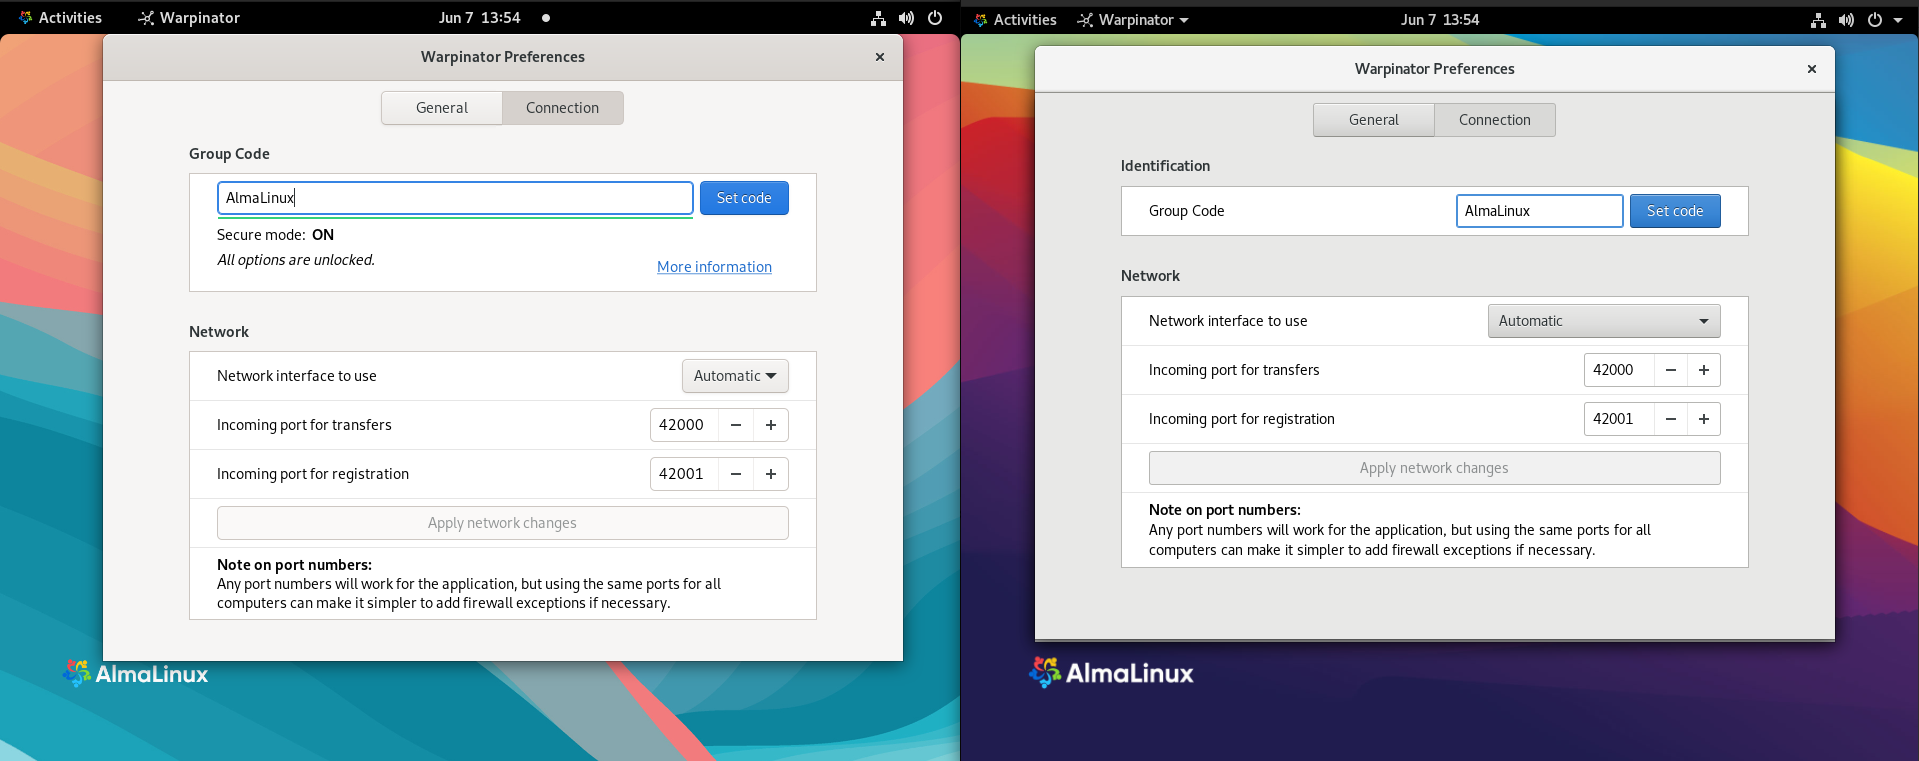 Activities
Warpinator
Jun 7 13:54
Warpinator Preferences
General
Connection
Group Code
AlmaLinux
Set code
Secure mode: ON
All options are unlocked.
More information
Network
Network interface to use
Automatic
Incoming port for transfers
42000
Incoming port for registration
42001
Apply network changes
Note on port numbers:
Any port numbers will work for the application, but using the same ports for all
computers can make it simpler to add firewall exceptions if necessary.
AlmaLinux
Activities
Warpinator
Jun 7 13:54
Warpinator Preferences
General
Connection
Identification
Group Code
AlmaLinux
Set code
Network
Network interface to use
Automatic
Incoming port for transfers
42000
Incoming port for registration
42001
Apply network changes
Note on port numbers:
Any port numbers will work for the application, but using the same ports for all
computers can make it simpler to add firewall exceptions if necessary.
AlmaLinux